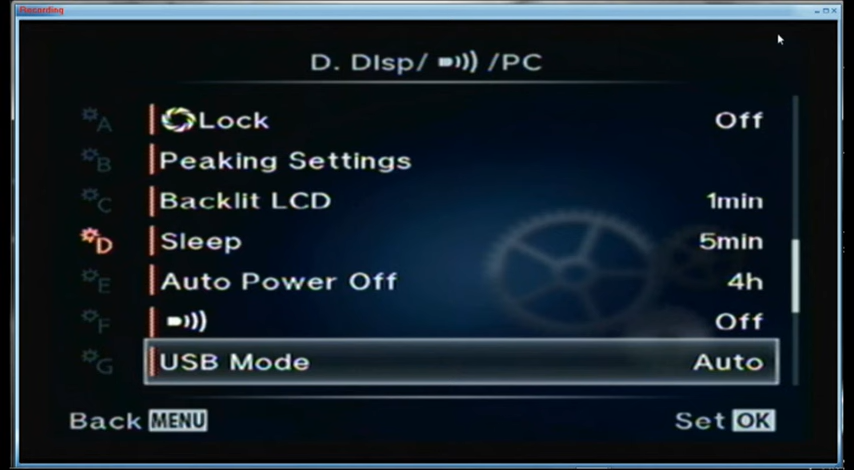 Recording
D. DIsp/ /PC
Lock Off
Peaking Settings
Backlit LCD 1min
Sleep 5min
Auto Power Off 4h
Off
USB Mode Auto
A
B
C
D
E
F
G
Back MENU Set OK